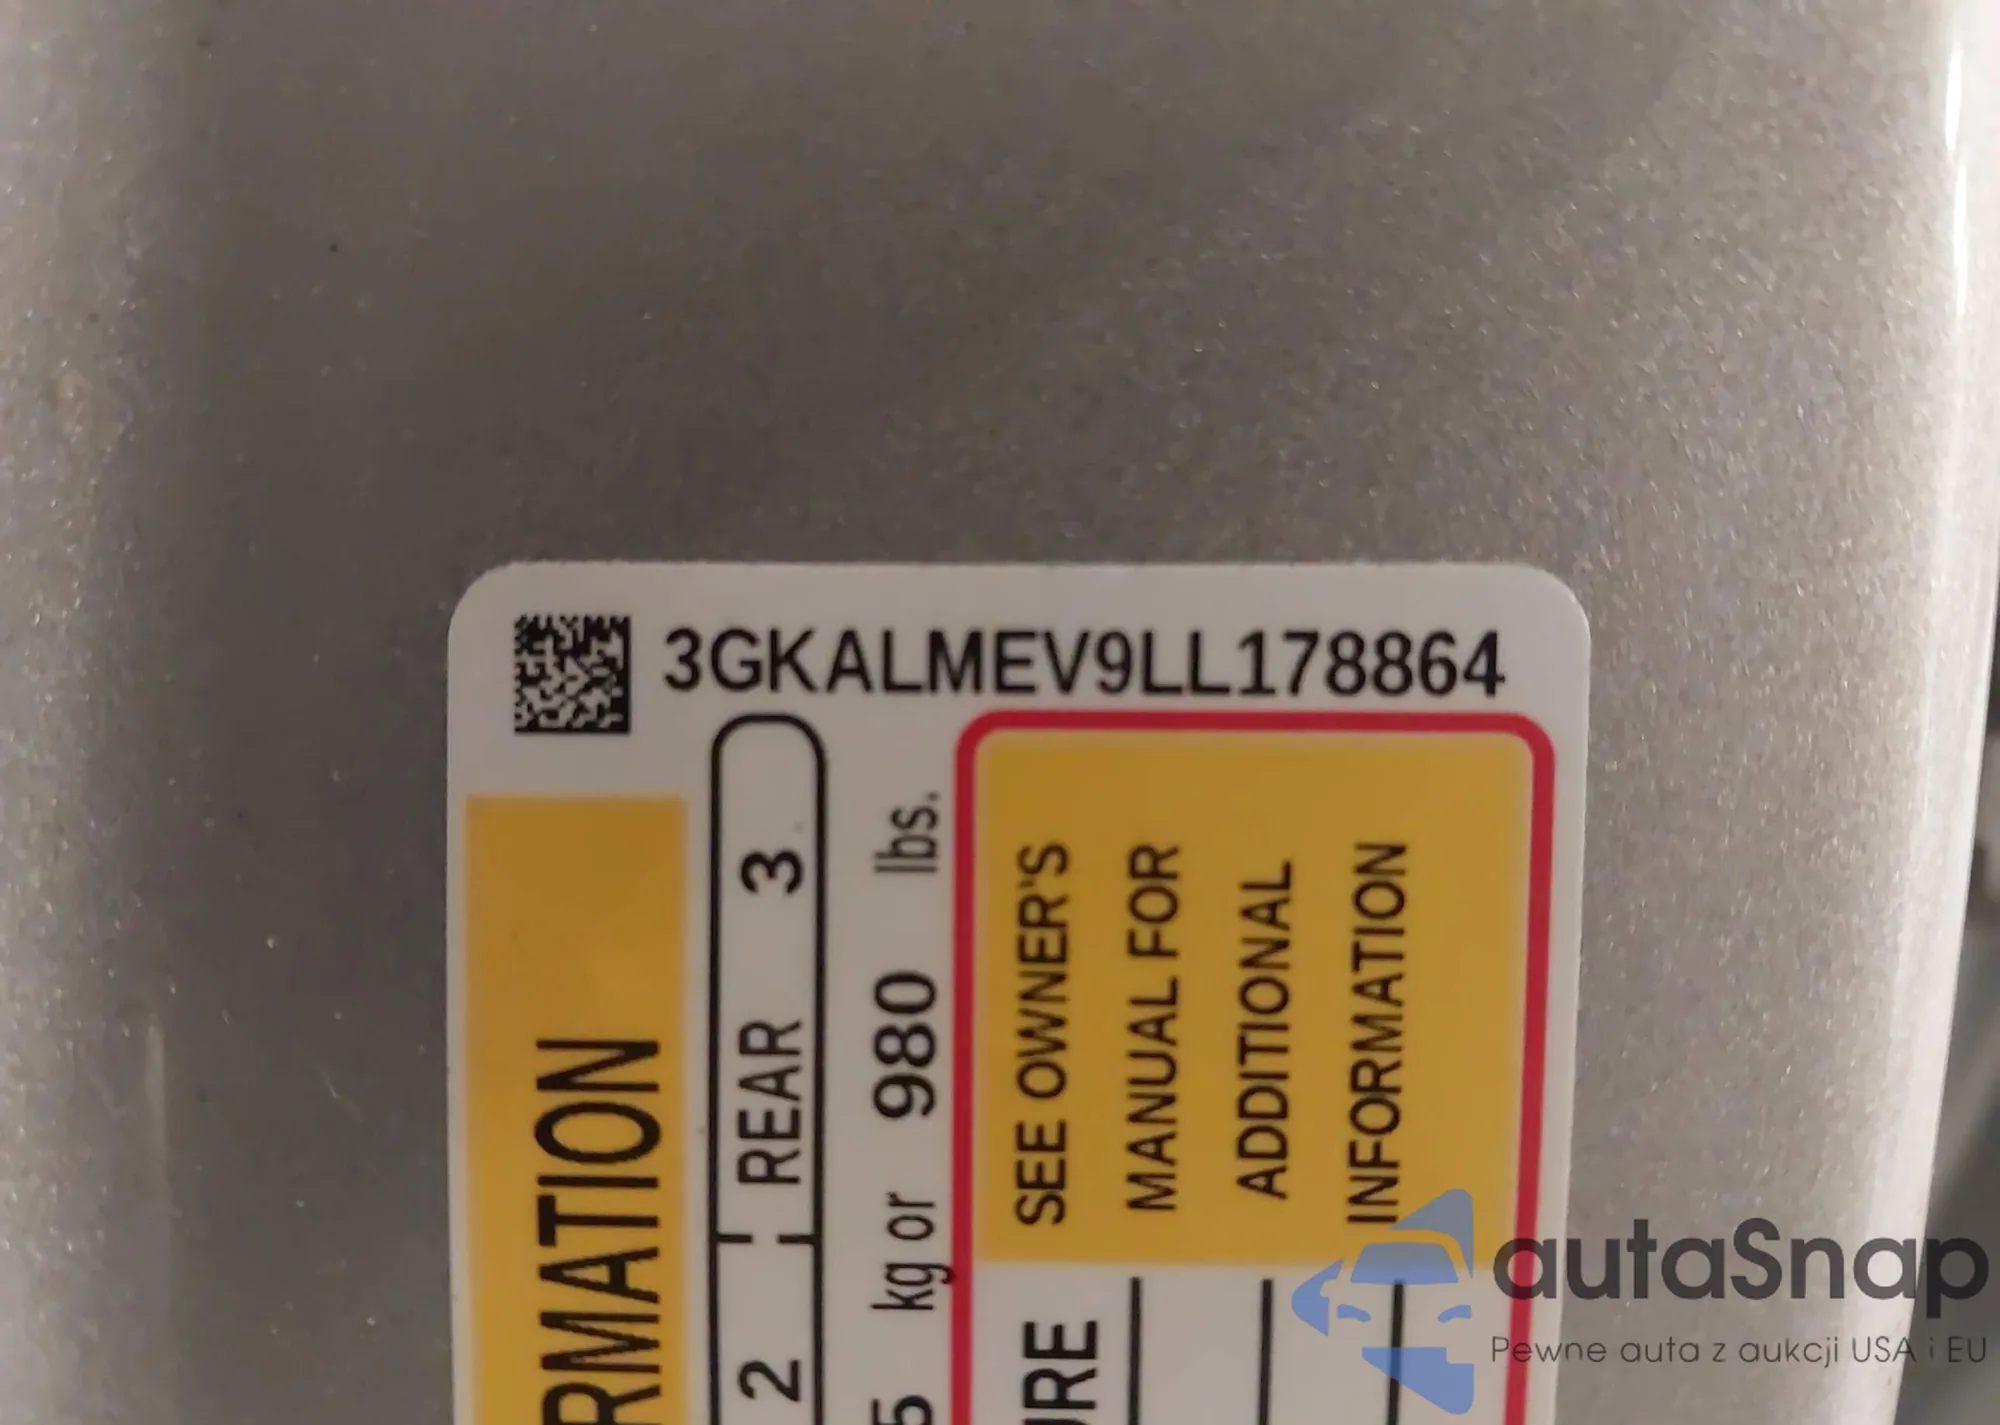 3GKALMEV9LL178864
RMATION
2 REAR 3
5 kg or 980 lbs.
URE
SEE OWNER'S
MANUAL FOR
ADDITIONAL
INFORMATION
autaSnap
Pewne auta z aukcji USA i EU